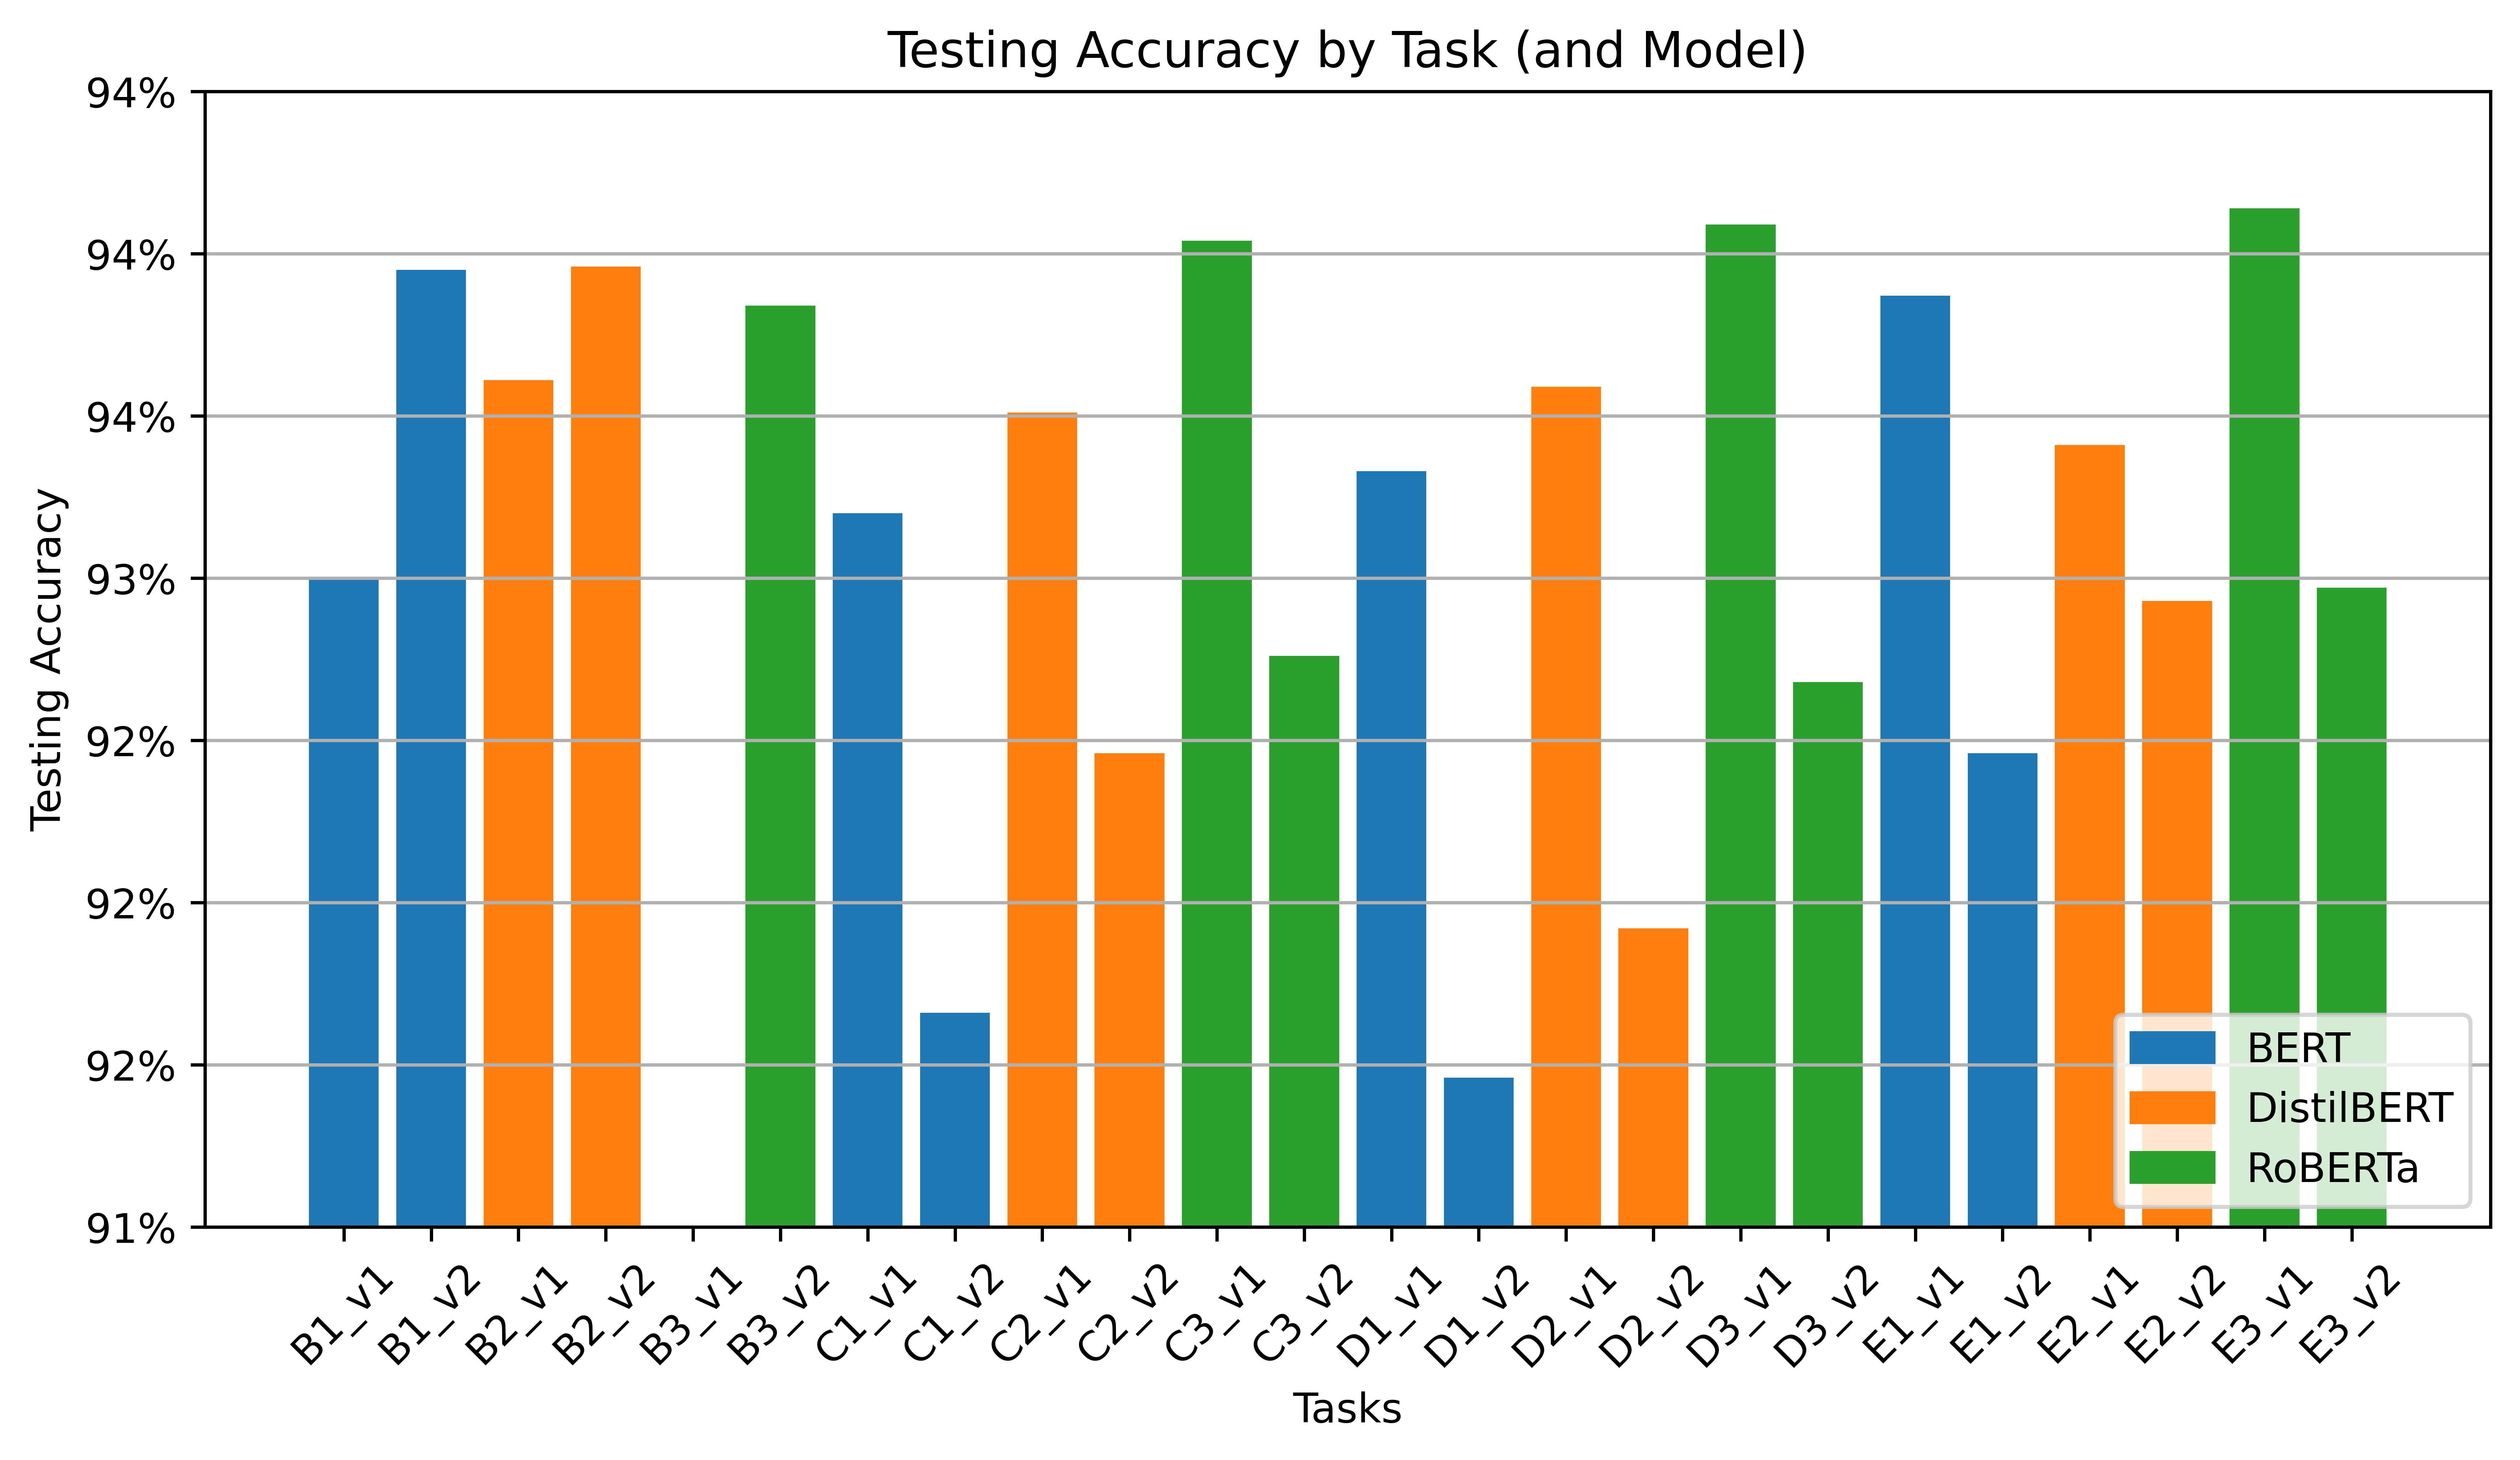 Testing Accuracy by Task (and Model)
94%
94%
94%
93%
92%
92%
92%
91%
Testing Accuracy
BERT
DistilBERT
RoBERTa
B1_v1
B1_v2
B2_v1
B2_v2
B3_v1
B3_v2
C1_v1
C1_v2
C2_v1
C2_v2
C3_v1
C3_v2
D1_v1
D1_v2
D2_v1
D2_v2
D3_v1
D3_v2
E1_v1
E1_v2
E2_v1
E2_v2
E3_v1
E3_v2
Tasks